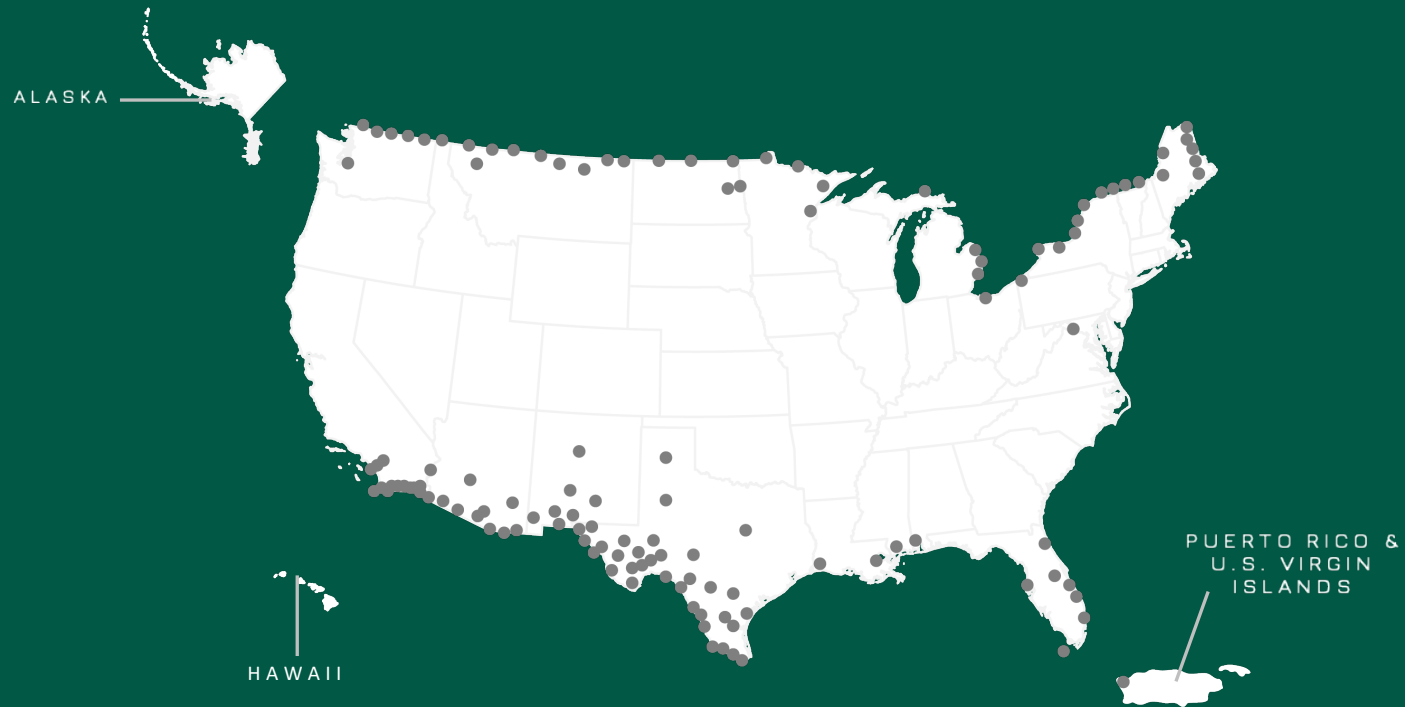 ALASKA
PUERTO RICO &
U.S. VIRGIN
ISLANDS
HAWAII